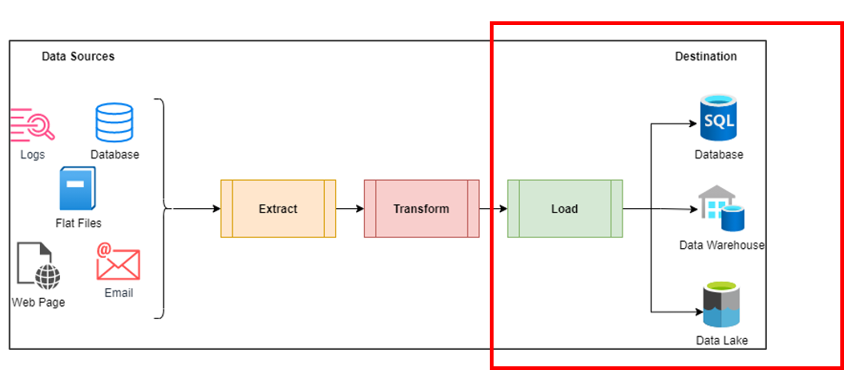 Data Sources
Destination
Logs
Database
Flat Files
Web Page
@
Email
Extract
Transform
Load
SQL
Database
Data Warehouse
Data Lake